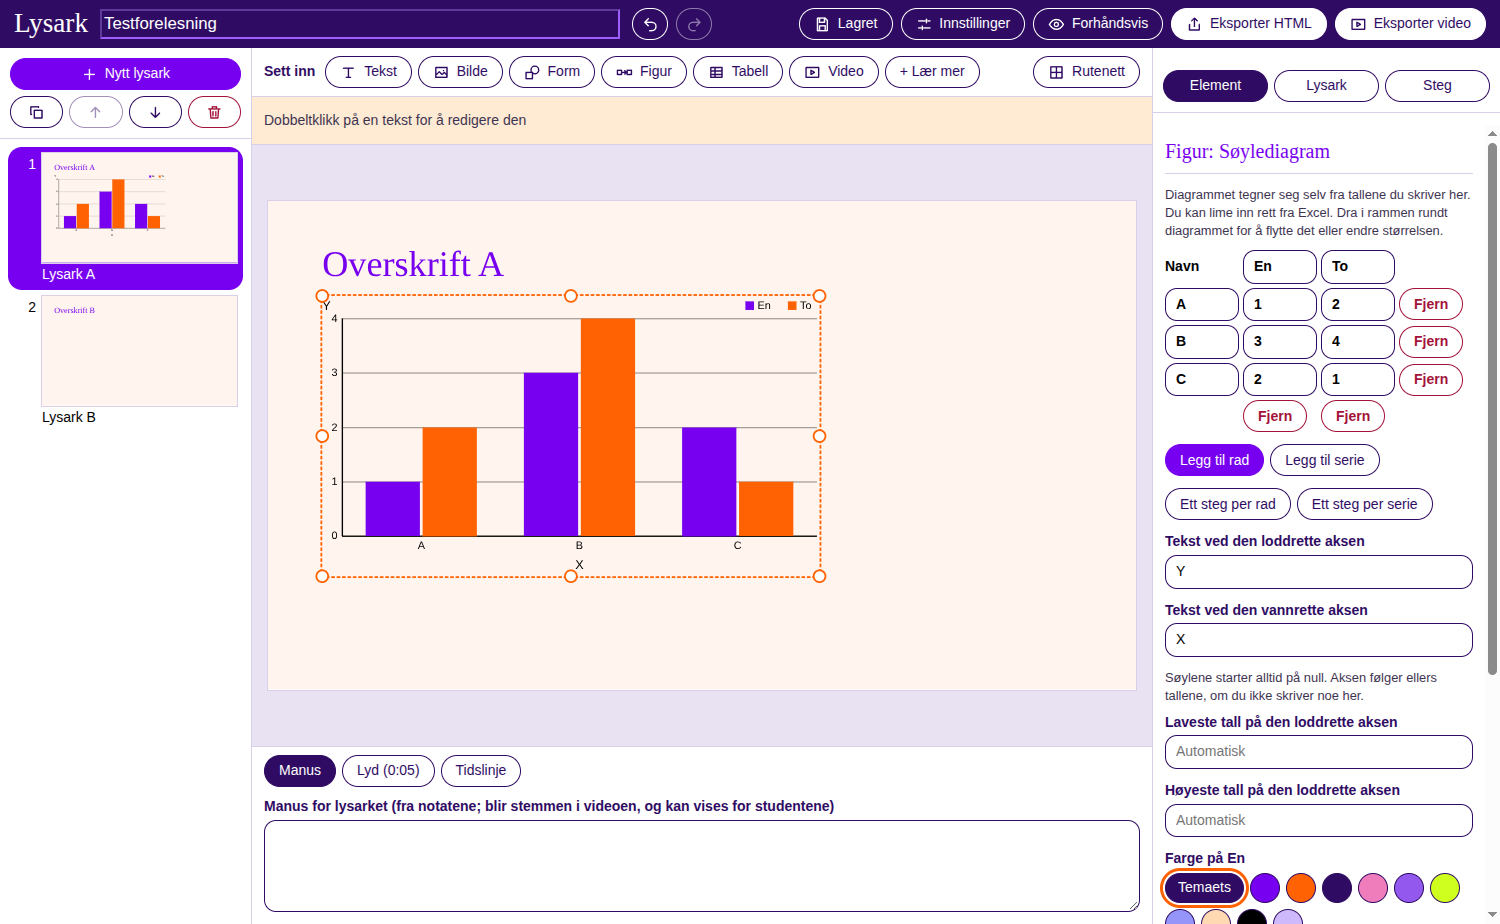 Lysark
Testforelesning
Lagret
Innstillinger
Forhåndsvis
Eksporter HTML
Eksporter video
Nytt lysark
1
Overskrift A
Lysark A
2
Overskrift B
Lysark B
Sett inn
Tekst
Bilde
Form
Figur
Tabell
Video
+ Lær mer
Rutenett
Dobbeltklikk på en tekst for å redigere den
Overskrift A
Y
En
To
4
3
2
1
0
A
B
C
X
Manus
Lyd (0:05)
Tidslinje
Manus for lysarket (fra notatene; blir stemmen i videoen, og kan vises for studentene)
Element
Lysark
Steg
Figur: Søylediagram
Diagrammet tegner seg selv fra tallene du skriver her.
Du kan lime inn rett fra Excel. Dra i rammen rundt
diagrammet for å flytte det eller endre størrelsen.
Navn En To
A 1 2 Fjern
B 3 4 Fjern
C 2 1 Fjern
Fjern Fjern
Legg til rad
Legg til serie
Ett steg per rad
Ett steg per serie
Tekst ved den loddrette aksen
Y
Tekst ved den vannrette aksen
X
Søylene starter alltid på null. Aksen følger ellers
tallene, om du ikke skriver noe her.
Laveste tall på den loddrette aksen
Automatisk
Høyeste tall på den loddrette aksen
Automatisk
Farge på En
Temaets